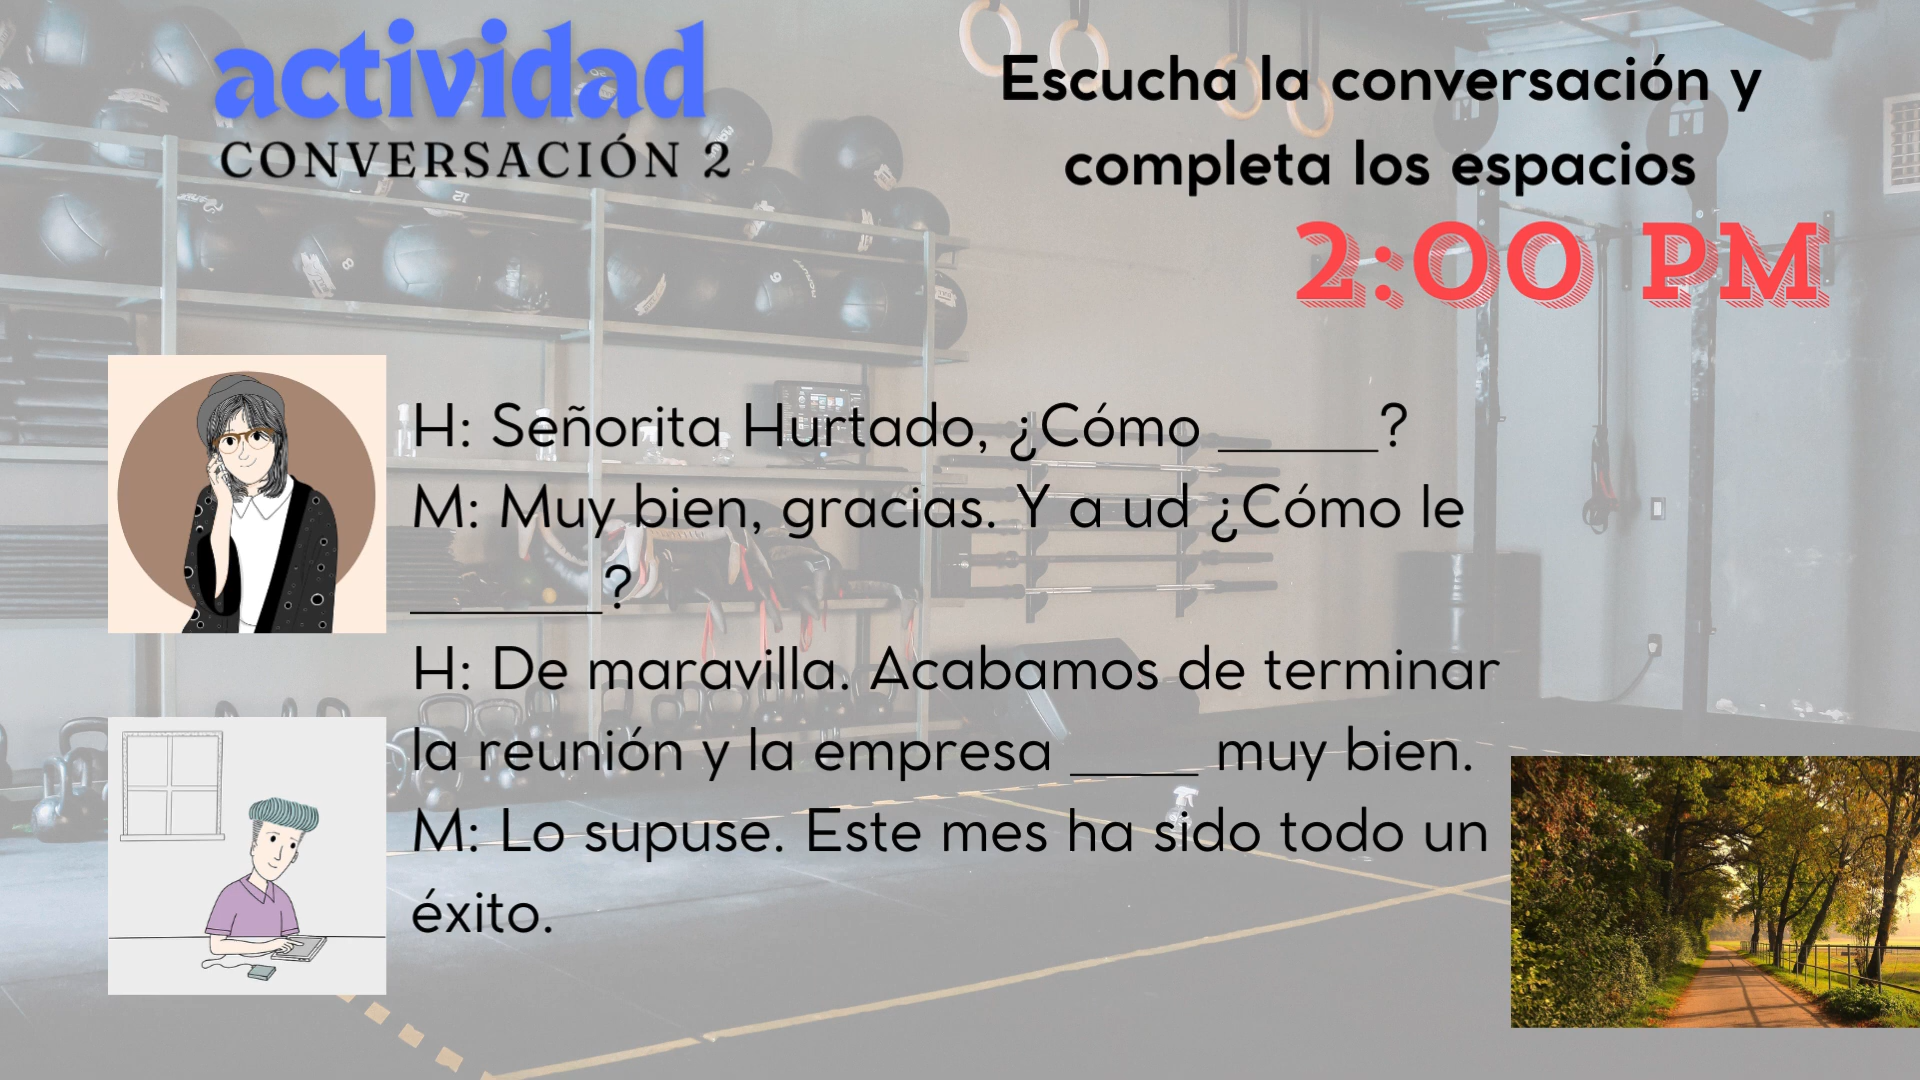 actividad
CONVERSACIÓN 2
Escucha la conversación y
completa los espacios
2:00 PM
H: Señorita Hurtado, ¿Cómo _____?
M: Muy bien, gracias. Y a ud ¿Cómo le
______?
H: De maravilla. Acabamos de terminar
la reunión y la empresa ____ muy bien.
M: Lo supuse. Este mes ha sido todo un
éxito.